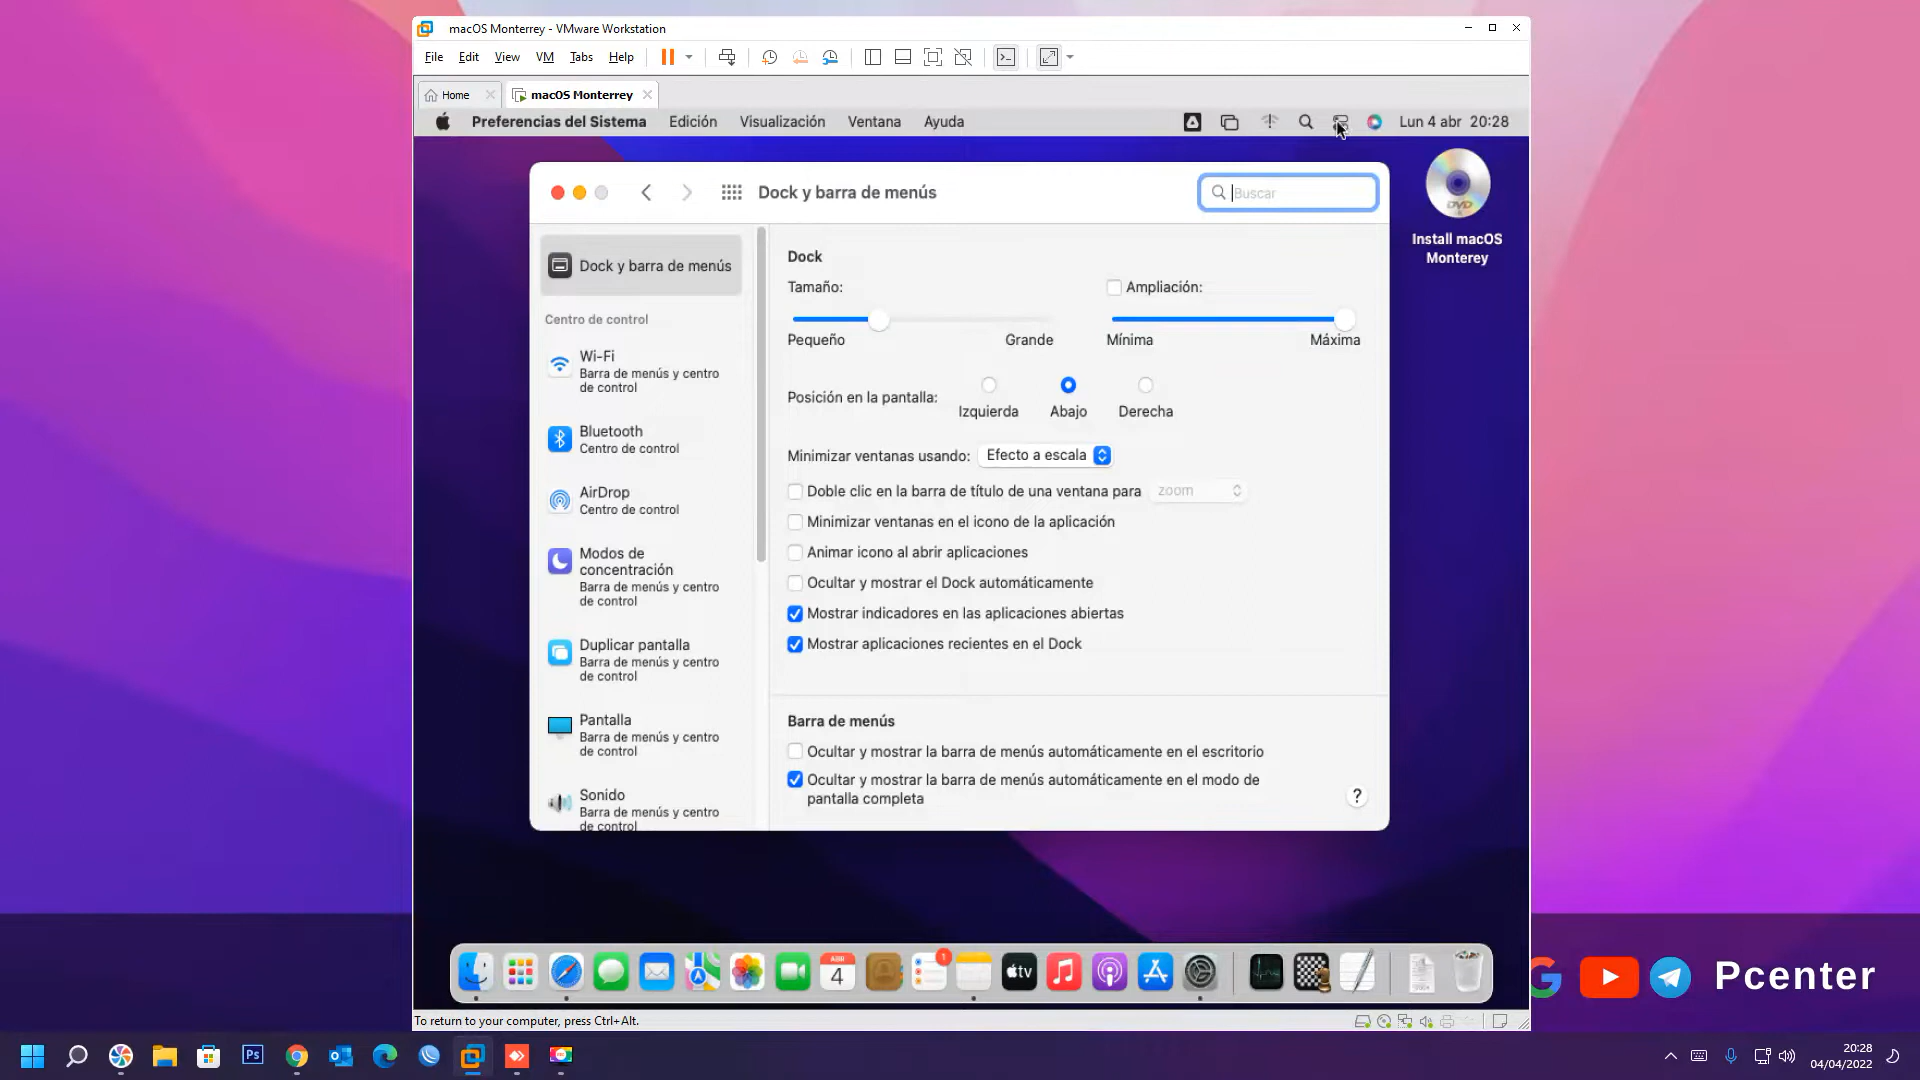 macOS Monterrey - VMware Workstation
File Edit View VM Tabs Help
Home macOS Monterrey
Preferencias del Sistema Edición Visualización Ventana Ayuda Lun 4 abr 20:28
Dock y barra de menús Buscar
DVD
Install macOS
Monterey
Dock y barra de menús
Centro de control
Wi-Fi
Barra de menús y centro
de control
Bluetooth
Centro de control
AirDrop
Centro de control
Modos de
concentración
Barra de menús y centro
de control
Duplicar pantalla
Barra de menús y centro
de control
Pantalla
Barra de menús y centro
de control
Sonido
Barra de menús y centro
de control
Dock
Tamaño: Ampliación:
Pequeño Grande Mínima Máxima
Posición en la pantalla: Izquierda Abajo Derecha
Minimizar ventanas usando: Efecto a escala
Doble clic en la barra de título de una ventana para zoom
Minimizar ventanas en el icono de la aplicación
Animar icono al abrir aplicaciones
Ocultar y mostrar el Dock automáticamente
Mostrar indicadores en las aplicaciones abiertas
Mostrar aplicaciones recientes en el Dock
Barra de menús
Ocultar y mostrar la barra de menús automáticamente en el escritorio
Ocultar y mostrar la barra de menús automáticamente en el modo de
pantalla completa
?
ABR
4
1
tv
Pcenter
To return to your computer, press Ctrl+Alt.
Ps
20:28
04/04/2022